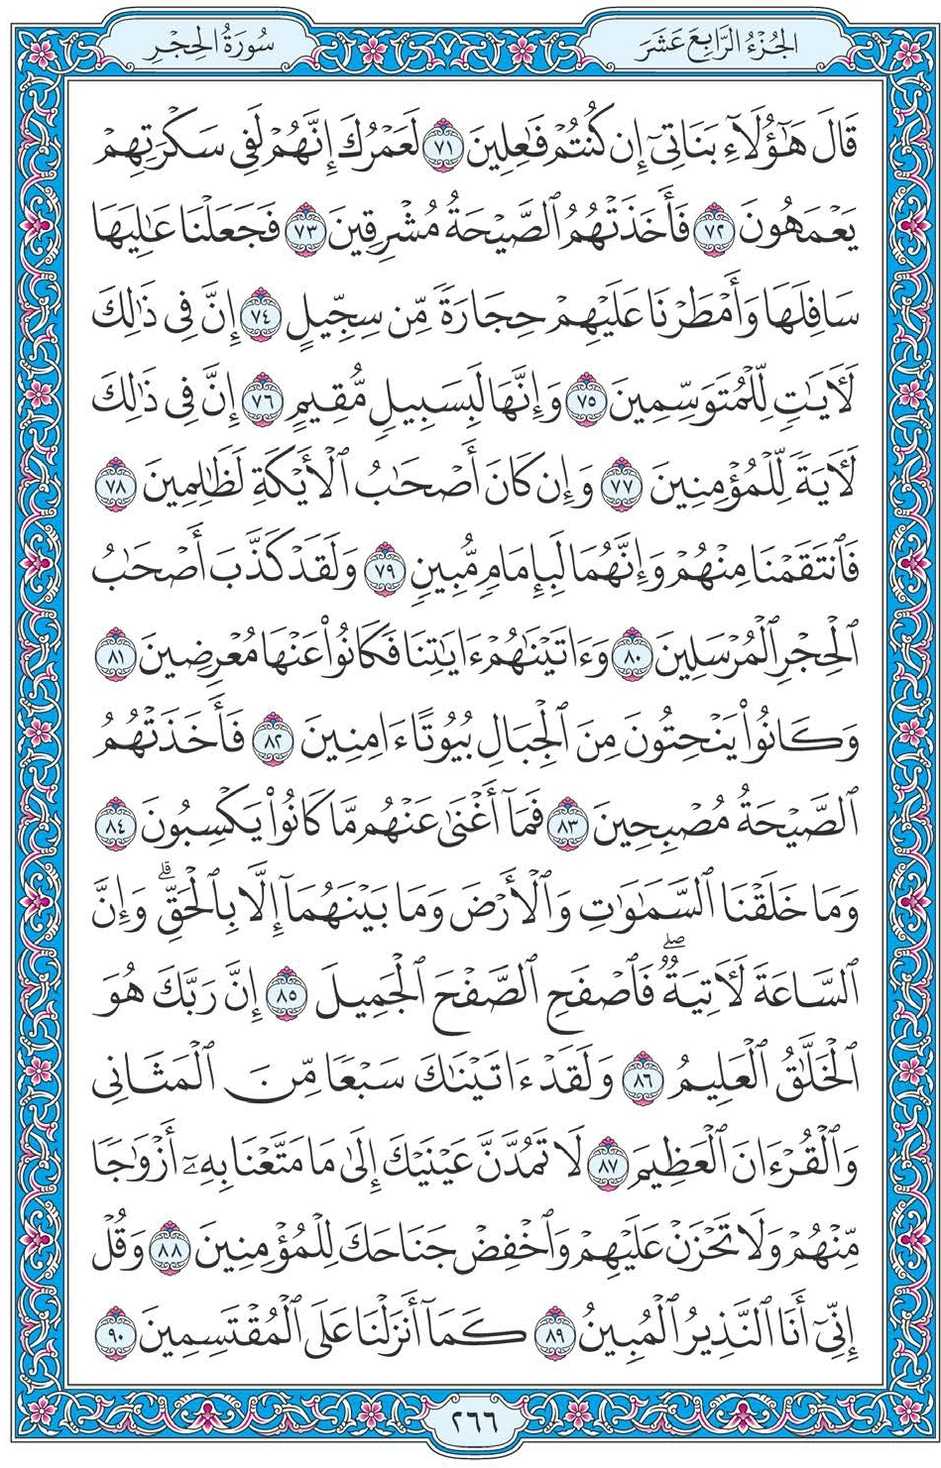 الجُزْءُ الرَّابِعَ عَشَرَ
سُورَةُ الحِجْرِ
قَالَ هَٰٓؤُلَآءِ بَنَاتِيٓ إِن كُنتُمْ فَٰعِلِينَ ٧١ لَعَمْرُكَ إِنَّهُمْ لَفِى سَكْرَتِهِمْ
يَعْمَهُونَ ٧٢ فَأَخَذَتْهُمُ ٱلصَّيْحَةُ مُشْرِقِينَ ٧٣ فَجَعَلْنَا عَٰلِيَهَا
سَافِلَهَا وَأَمْطَرْنَا عَلَيْهِمْ حِجَارَةً مِّن سِجِّيلٍ ٧٤ إِنَّ فِى ذَٰلِكَ
لَءَايَٰتٍ لِّلْمُتَوَسِّمِينَ ٧٥ وَإِنَّهَا لَبِسَبِيلٍ مُّقِيمٍ ٧٦ إِنَّ فِى ذَٰلِكَ
لَءَايَةً لِّلْمُؤْمِنِينَ ٧٧ وَإِن كَانَ أَصْحَٰبُ ٱلْأَيْكَةِ لَظَٰلِمِينَ ٧٨
فَٱنتَقَمْنَا مِنْهُمْ وَإِنَّهُمَا لَبِإِمَامٍ مُّبِينٍ ٧٩ وَلَقَدْ كَذَّبَ أَصْحَٰبُ
ٱلْحِجْرِ ٱلْمُرْسَلِينَ ٨٠ وَءَاتَيْنَٰهُمْ ءَايَٰتِنَا فَكَانُوا۟ عَنْهَا مُعْرِضِينَ ٨١
وَكَانُوا۟ يَنْحِتُونَ مِنَ ٱلْجِبَالِ بُيُوتًا ءَامِنِينَ ٨٢ فَأَخَذَتْهُمُ
ٱلصَّيْحَةُ مُصْبِحِينَ ٨٣ فَمَآ أَغْنَىٰ عَنْهُم مَّا كَانُوا۟ يَكْسِبُونَ ٨٤
وَمَا خَلَقْنَا ٱلسَّمَٰوَٰتِ وَٱلْأَرْضَ وَمَا بَيْنَهُمَآ إِلَّا بِٱلْحَقِّ ۗ وَإِنَّ
ٱلسَّاعَةَ لَءَاتِيَةٌ ۖ فَٱصْفَحِ ٱلصَّفْحَ ٱلْجَمِيلَ ٨٥ إِنَّ رَبَّكَ هُوَ
ٱلْخَلَّٰقُ ٱلْعَلِيمُ ٨٦ وَلَقَدْ ءَاتَيْنَٰكَ سَبْعًا مِّنَ ٱلْمَثَانِى
وَٱلْقُرْءَانَ ٱلْعَظِيمَ ٨٧ لَا تَمُدَّنَّ عَيْنَيْكَ إِلَىٰ مَا مَتَّعْنَا بِهِۦٓ أَزْوَٰجًا
مِّنْهُمْ وَلَا تَحْزَنْ عَلَيْهِمْ وَٱخْفِضْ جَنَاحَكَ لِلْمُؤْمِنِينَ ٨٨ وَقُلْ
إِنِّىٓ أَنَا ٱلنَّذِيرُ ٱلْمُبِينُ ٨٩ كَمَآ أَنزَلْنَا عَلَى ٱلْمُقْتَسِمِينَ ٩٠
٢٦٦